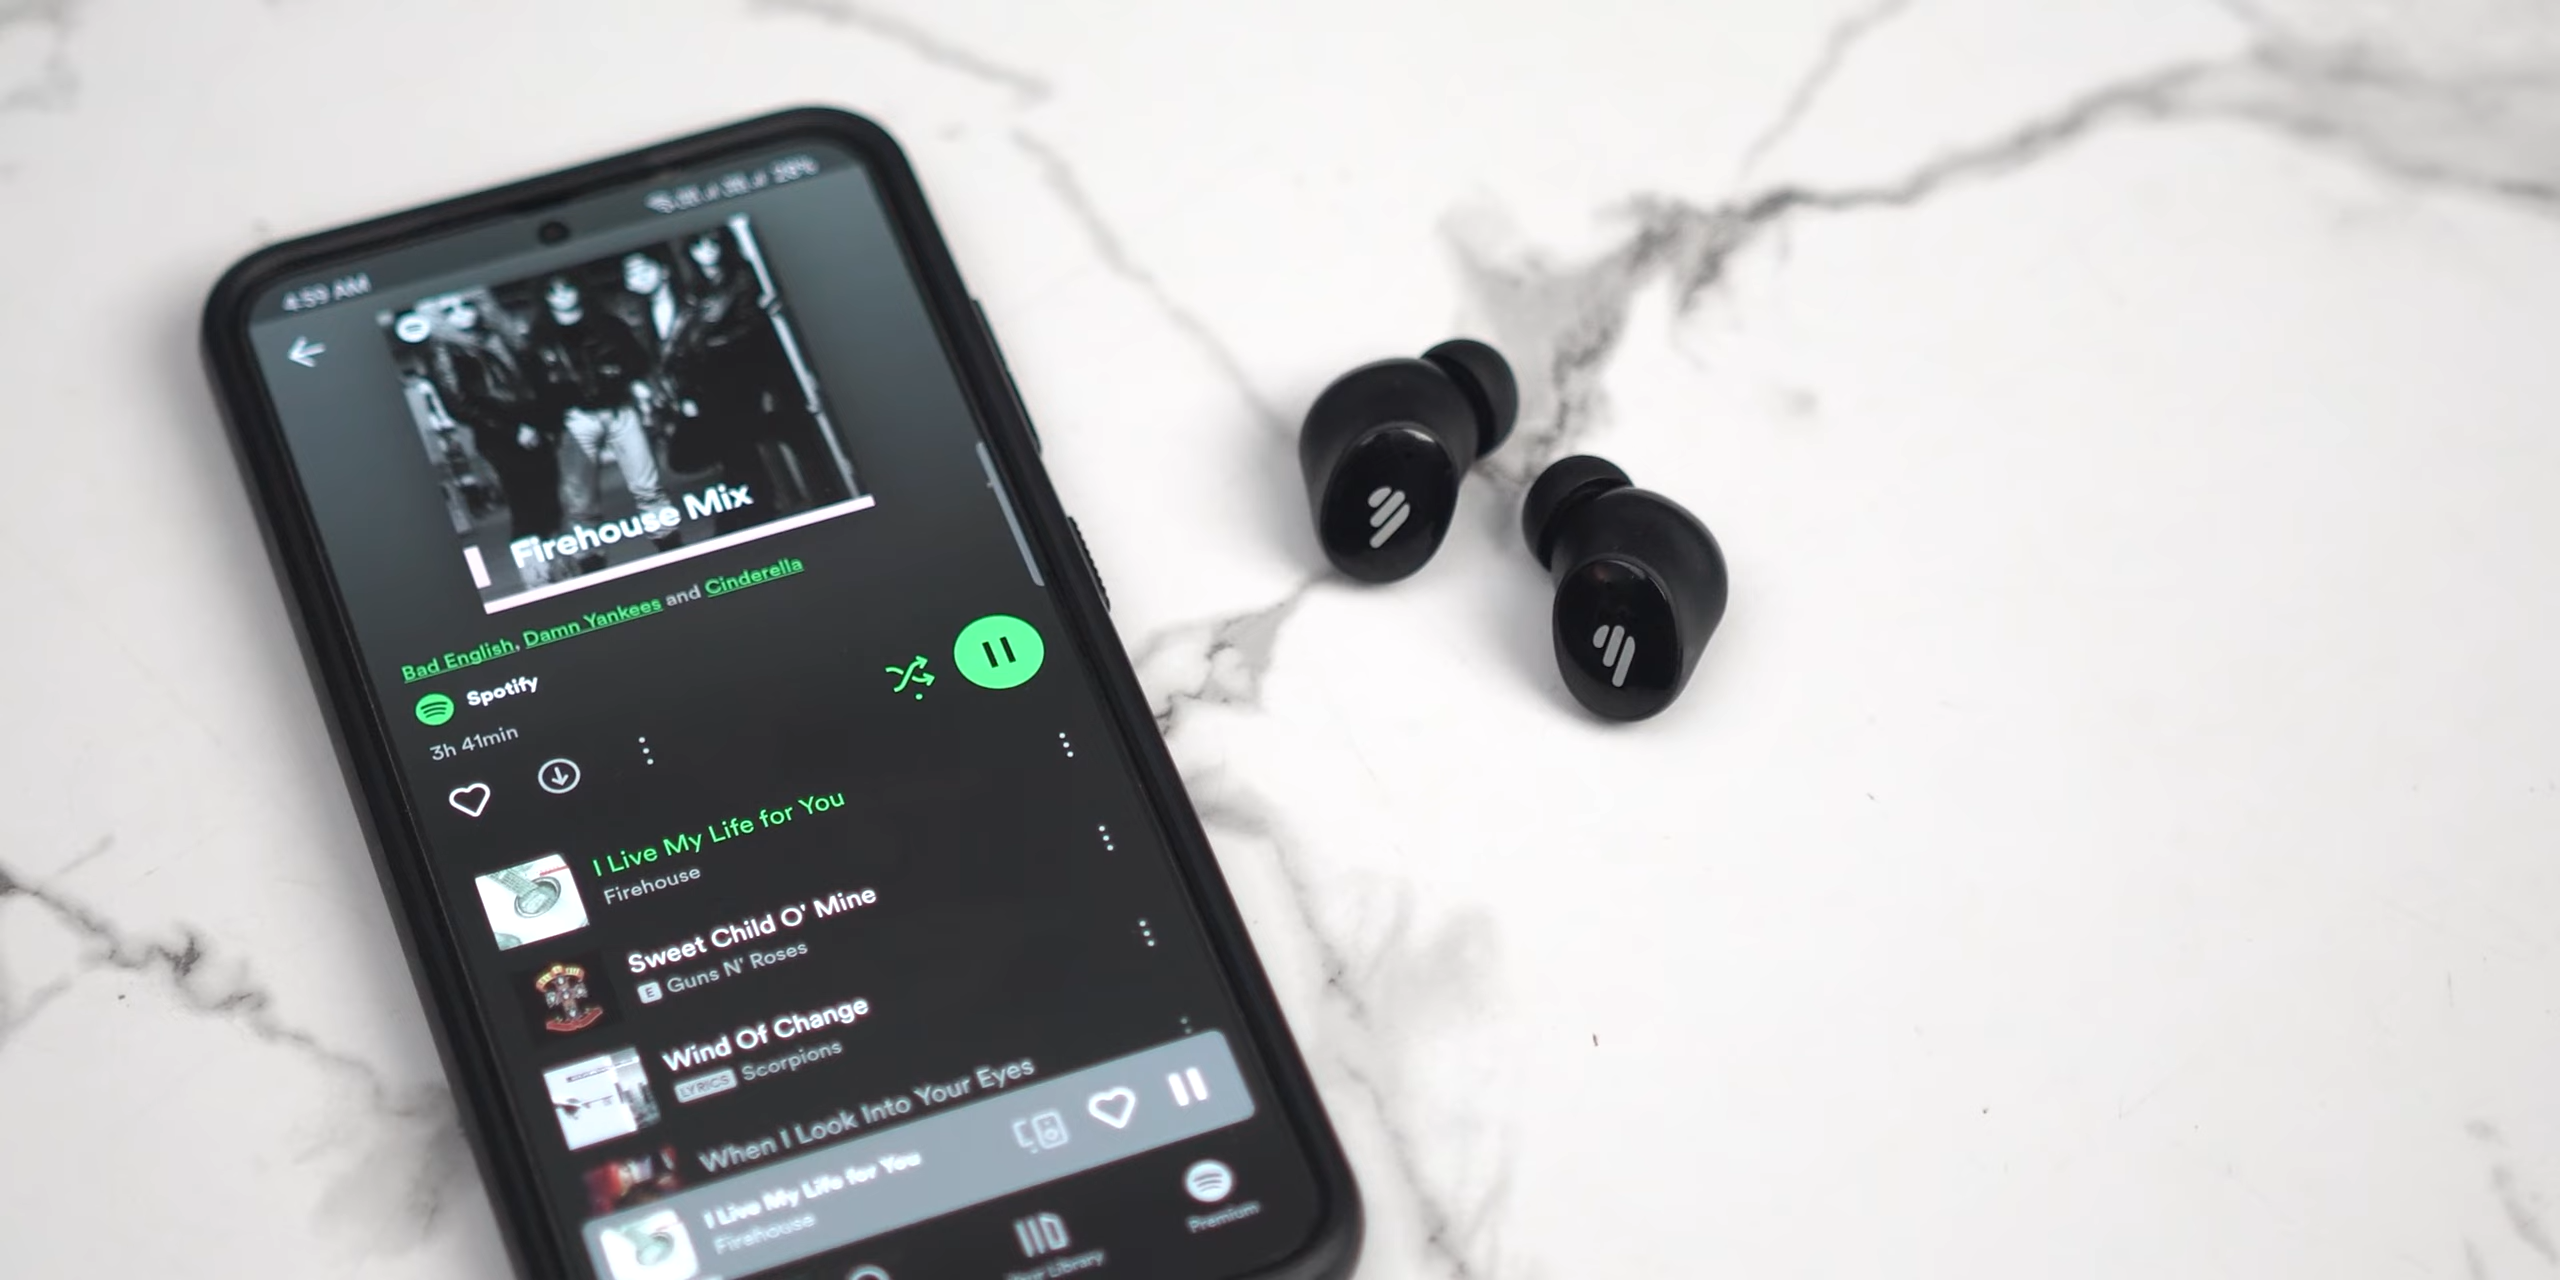 4:59 AM
Firehouse Mix
Bad English, Damn Yankees and Cinderella
Spotify
3h 41min
I Live My Life for You
Firehouse
Sweet Child O' Mine
E Guns N' Roses
Wind Of Change
LYRICS Scorpions
When I Look Into Your Eyes
I Live My Life for You
Firehouse
Your Library
Premium